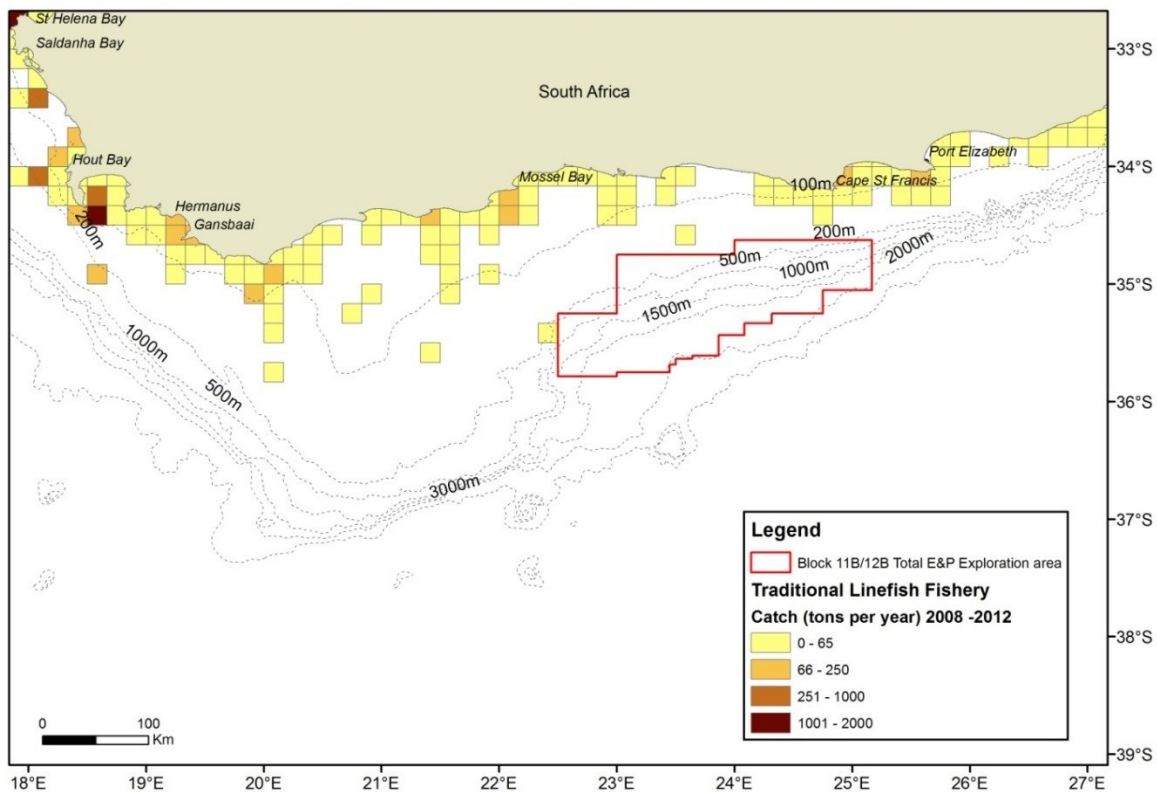 St Helena Bay
Saldanha Bay
South Africa
Hout Bay
Hermanus
Gansbaai
Mossel Bay
Port Elizabeth
Cape St Francis
100m
200m
200m
500m
1000m
1500m
2000m
1000m
500m
3000m
33°S
34°S
35°S
36°S
37°S
38°S
39°S
Legend
Block 11B/12B Total E&P Exploration area
Traditional Linefish Fishery
Catch (tons per year) 2008 -2012
0 - 65
66 - 250
251 - 1000
1001 - 2000
0 100
Km
18°E 19°E 20°E 21°E 22°E 23°E 24°E 25°E 26°E 27°E